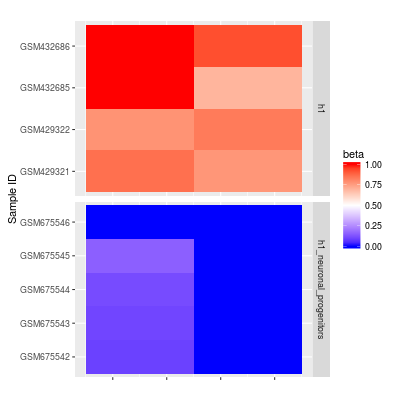 GSM432686
GSM432685
GSM429322
GSM429321
h1
GSM675546
GSM675545
GSM675544
GSM675543
GSM675542
h1_neuronal_progenitors
Sample ID
beta
1.00
0.75
0.50
0.25
0.00